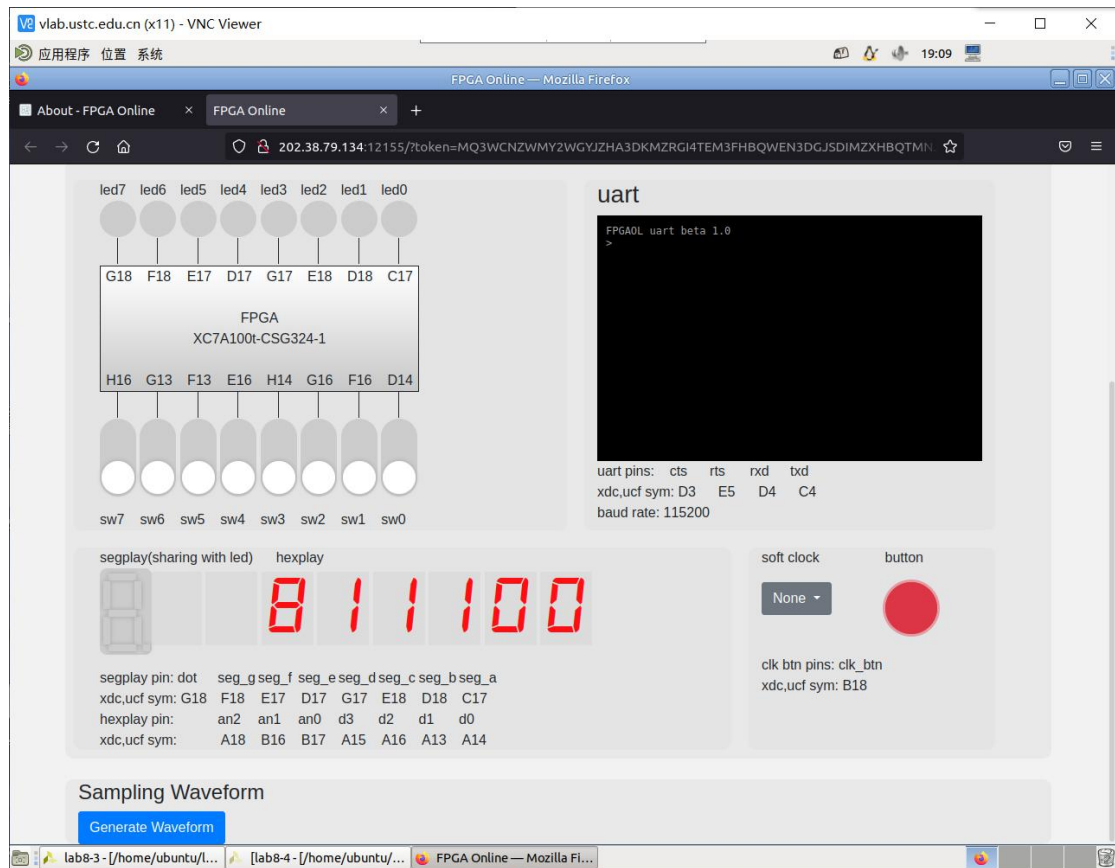 vlab.ustc.edu.cn (x11) - VNC Viewer
应用程序 位置 系统 19:09
FPGA Online — Mozilla Firefox
About - FPGA Online × FPGA Online × +
202.38.79.134:12155/?token=MQ3WCNZWMY2WGYJZHA3DKMZRGI4TEM3FHBQWEN3DGJSDIMZXHBQTMN
led7 led6 led5 led4 led3 led2 led1 led0
G18 F18 E17 D17 G17 E18 D18 C17
FPGA
XC7A100t-CSG324-1
H16 G13 F13 E16 H14 G16 F16 D14
sw7 sw6 sw5 sw4 sw3 sw2 sw1 sw0
uart
FPGAOL uart beta 1.0
>
uart pins: cts rts rxd txd
xdc,ucf sym: D3 E5 D4 C4
baud rate: 115200
segplay(sharing with led) hexplay
8 1 1 1 0 0
segplay pin: dot seg_g seg_f seg_e seg_d seg_c seg_b seg_a
xdc,ucf sym: G18 F18 E17 D17 G17 E18 D18 C17
hexplay pin: an2 an1 an0 d3 d2 d1 d0
xdc,ucf sym: A18 B16 B17 A15 A16 A13 A14
soft clock button
None
clk btn pins: clk_btn
xdc,ucf sym: B18
Sampling Waveform
Generate Waveform
lab8-3 - [/home/ubuntu/l... [lab8-4 - [/home/ubuntu/... FPGA Online — Mozilla Fi...